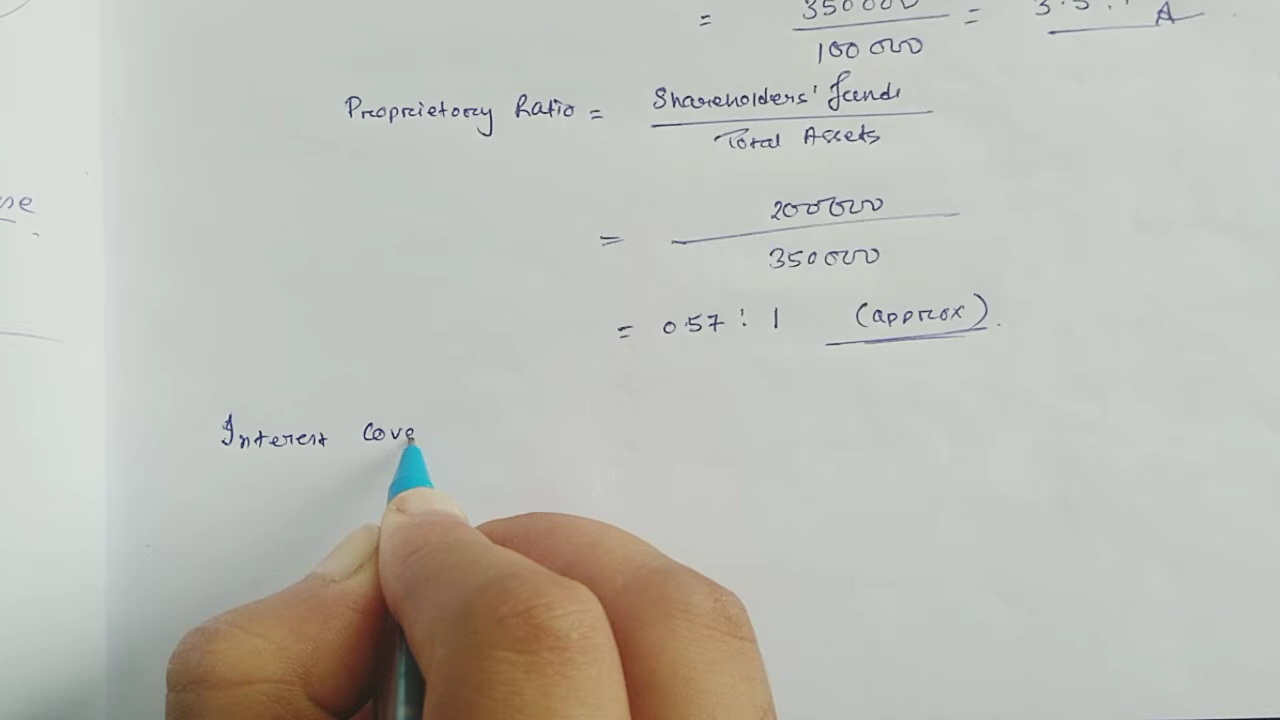 = 350000 / 100000 = 3.5 : 1
Proprietory Ratio = Shareholders' funds / Total Assets
= 200000 / 350000
= 0.57 : 1 (approx).
Interest Cove